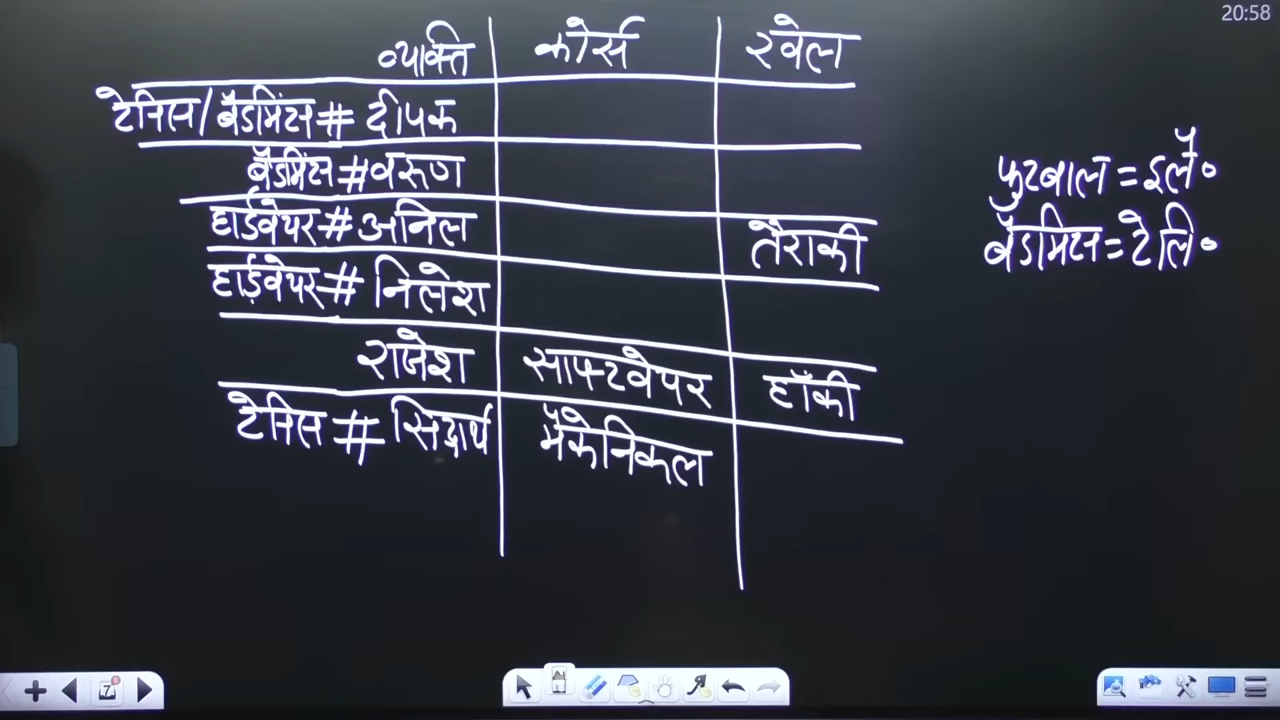 20:58
व्यक्ति कोर्स खेल
टेनिस/बैडमिंटन # दीपक
बैडमिंटन # वरुण
हार्डवेयर # अनिल तैराकी
हार्डवेयर # निलेश
राजेश साफ्टवेयर हॉकी
टेनिस # सिद्धार्थ मैकेनिकल
फुटबाल = इलै०
बैडमिंटन = टेलि०
7